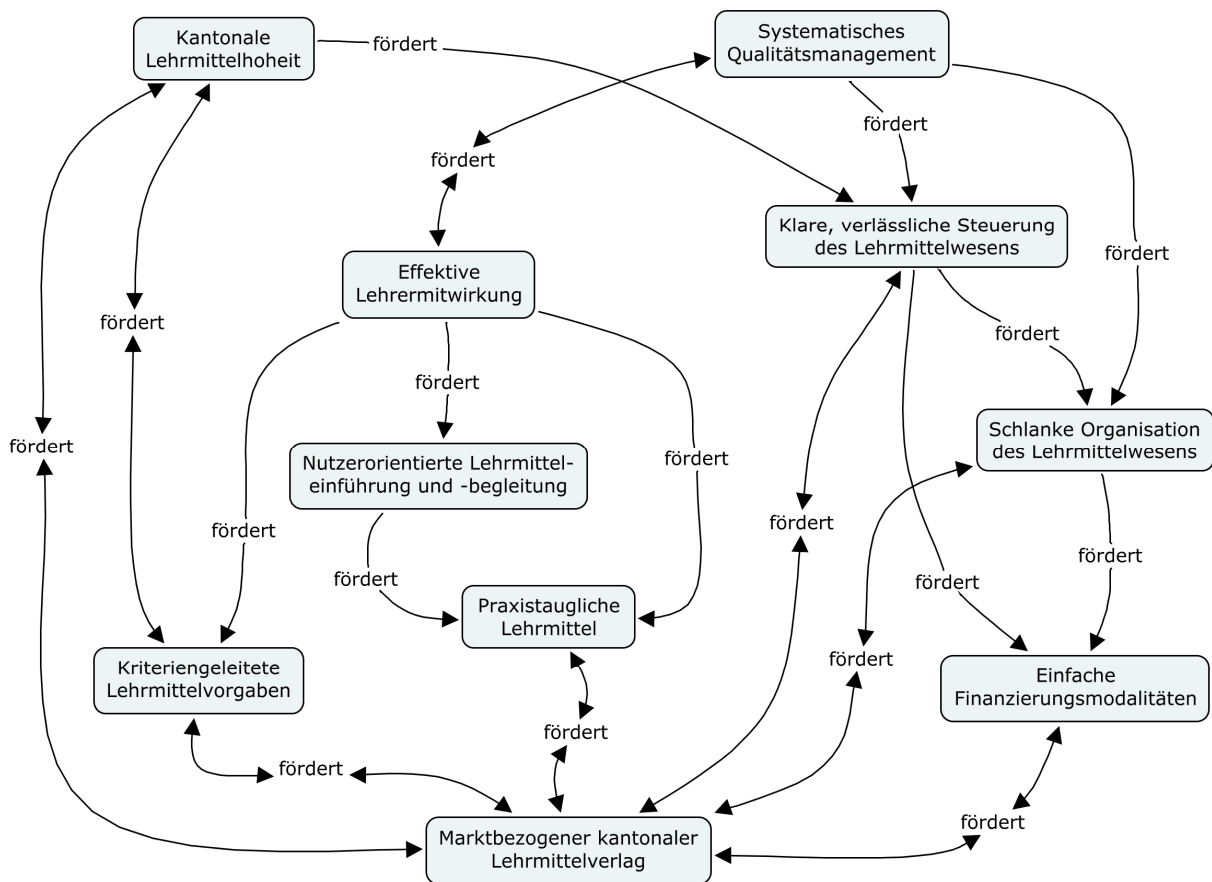 Kantonale
Lehrmittelhoheit
fördert
Systematisches
Qualitätsmanagement
fördert
fördert
Klare, verlässliche Steuerung
des Lehrmittelwesens
fördert
Effektive
Lehrermitwirkung
fördert
fördert
fördert
Schlanke Organisation
des Lehrmittelwesens
fördert
Nutzerorientierte Lehrmittel-
einführung und -begleitung
fördert
fördert
fördert
fördert
fördert
fördert
Praxistaugliche
Lehrmittel
Kriteriengeleitete
Lehrmittelvorgaben
fördert
Einfache
Finanzierungsmodalitäten
fördert
fördert
fördert
Marktbezogener kantonaler
Lehrmittelverlag